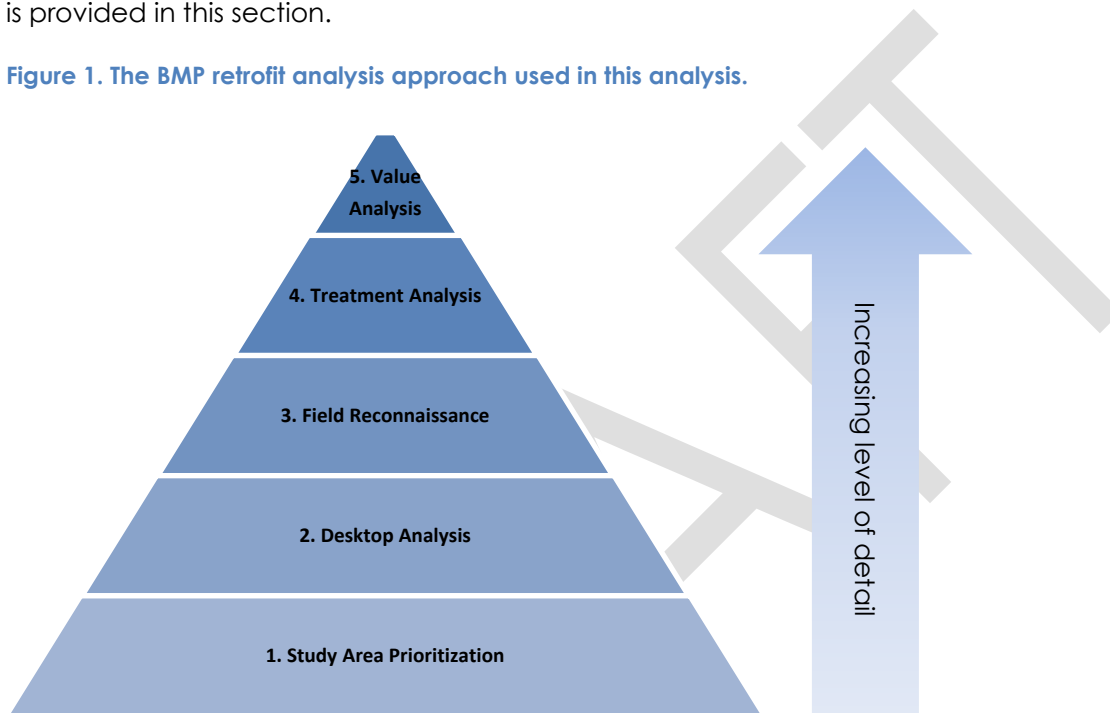 is provided in this section.
Figure 1. The BMP retrofit analysis approach used in this analysis.
5. Value
Analysis
4. Treatment Analysis
3. Field Reconnaissance
2. Desktop Analysis
1. Study Area Prioritization
Increasing level of detail